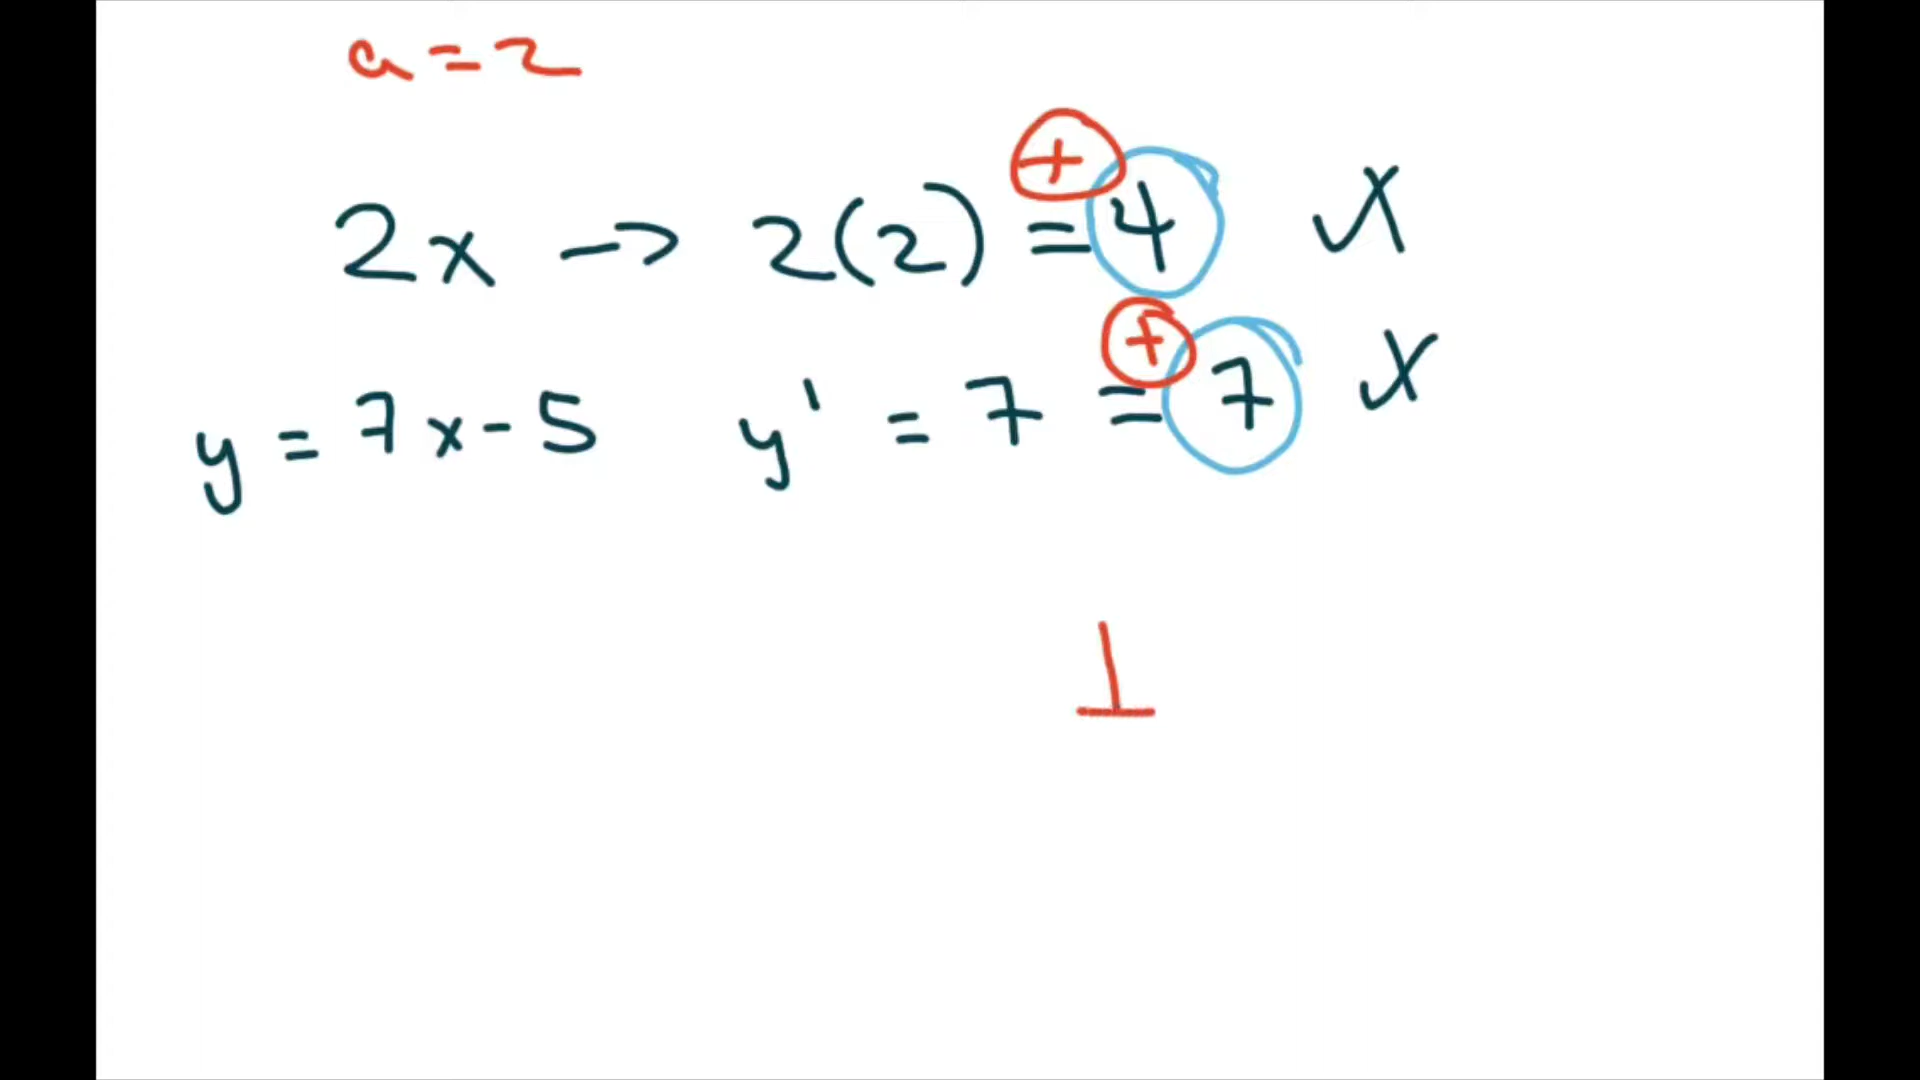 a = 2
2x → 2(2) = + 4 ✓X
y = 7x - 5 y' = 7 = + 7 ✓X
⊥